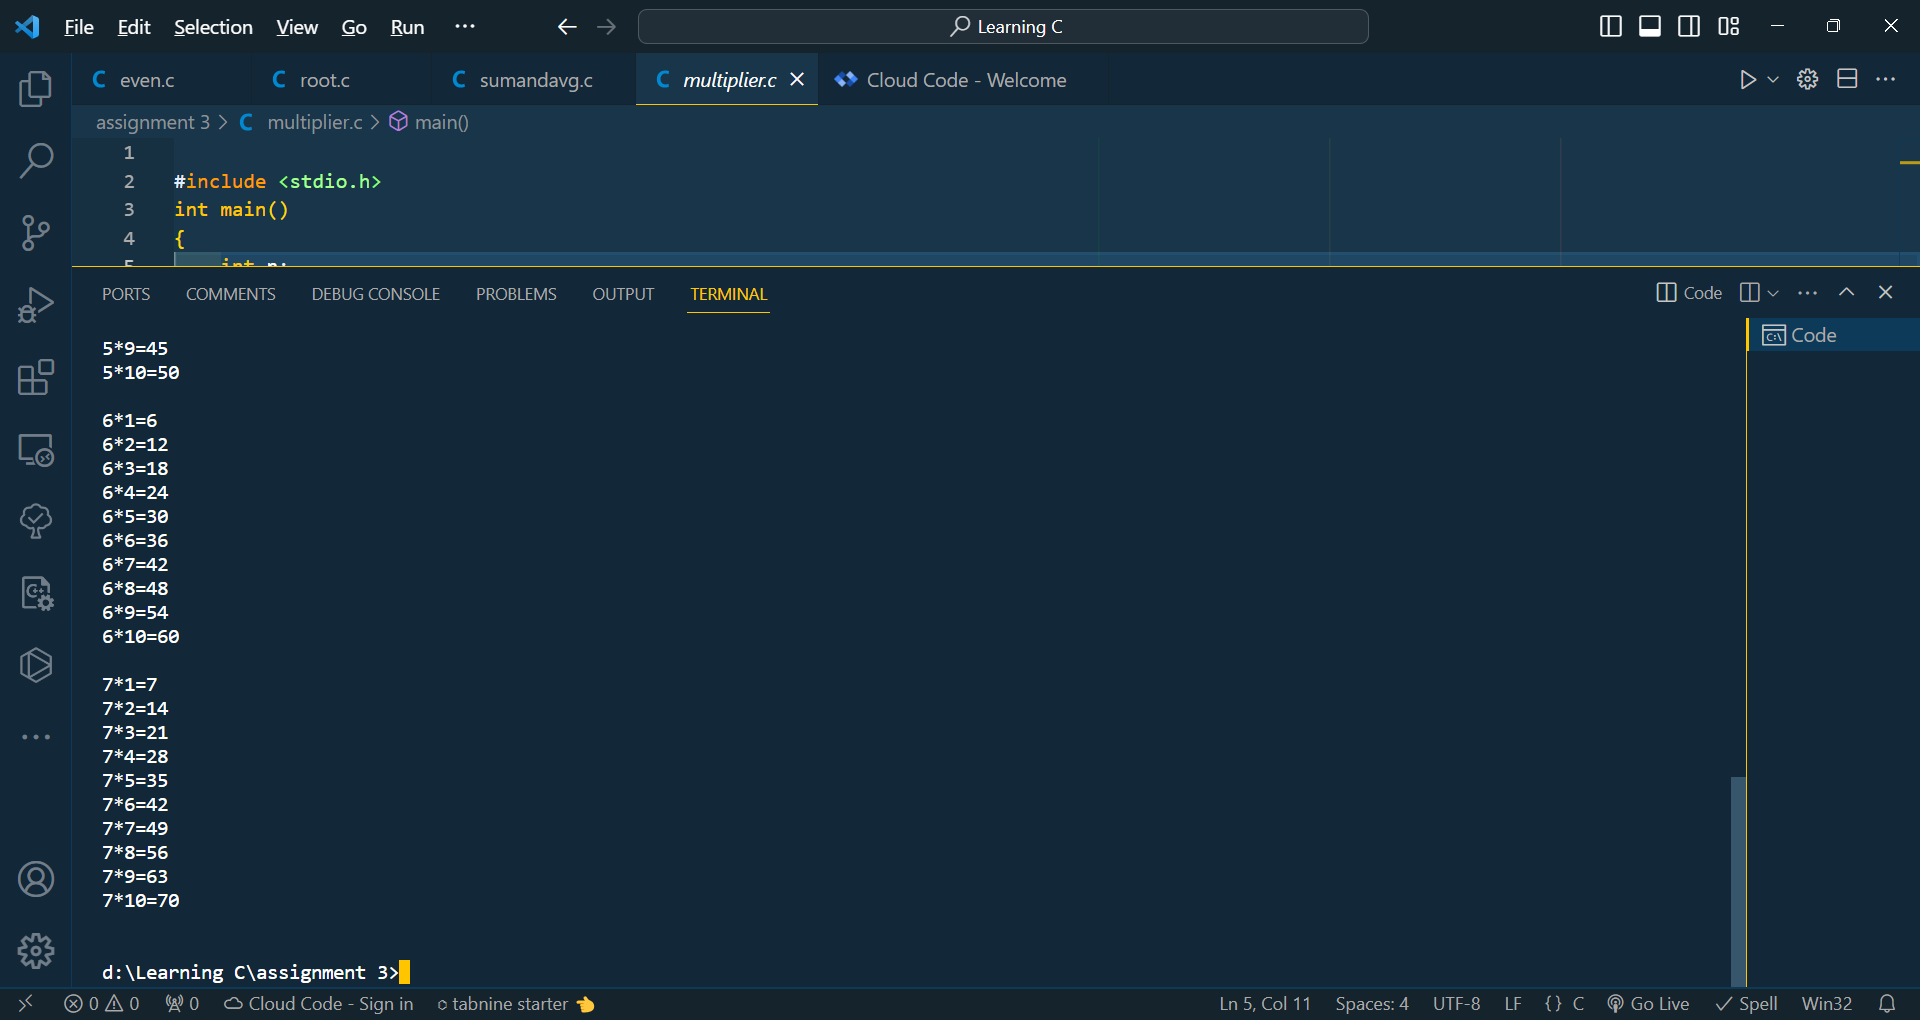 File Edit Selection View Go Run ··· Learning C
even.c root.c sumandavg.c multiplier.c Cloud Code - Welcome
assignment 3 > C multiplier.c > main()
1
2 #include <stdio.h>
3 int main()
4 {
5 int n;
PORTS COMMENTS DEBUG CONSOLE PROBLEMS OUTPUT TERMINAL Code
Code
5*9=45
5*10=50
6*1=6
6*2=12
6*3=18
6*4=24
6*5=30
6*6=36
6*7=42
6*8=48
6*9=54
6*10=60
7*1=7
7*2=14
7*3=21
7*4=28
7*5=35
7*6=42
7*7=49
7*8=56
7*9=63
7*10=70
d:\Learning C\assignment 3>
0 0 0 Cloud Code - Sign in tabnine starter Ln 5, Col 11 Spaces: 4 UTF-8 LF {} C Go Live Spell Win32